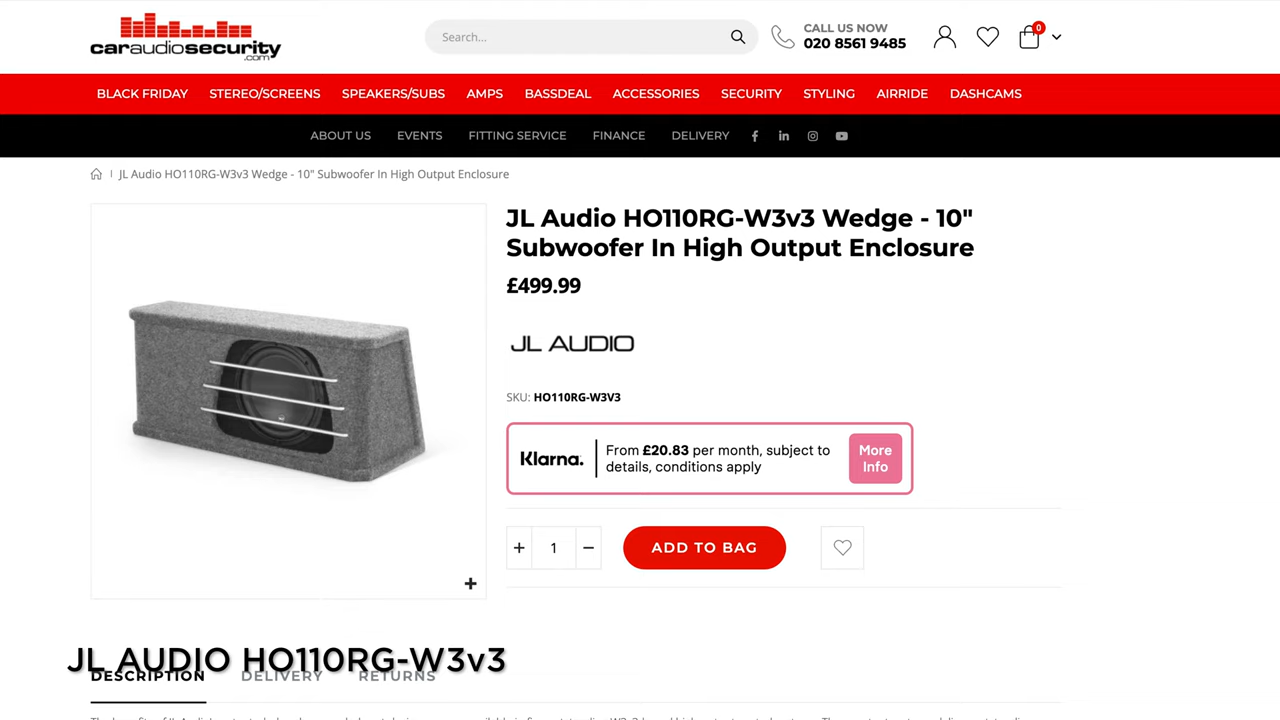 caraudiosecurity
.com
Search...
CALL US NOW
020 8561 9485
0
BLACK FRIDAY STEREO/SCREENS SPEAKERS/SUBS AMPS BASSDEAL ACCESSORIES SECURITY STYLING AIRRIDE DASHCAMS
ABOUT US EVENTS FITTING SERVICE FINANCE DELIVERY
JL Audio HO110RG-W3v3 Wedge - 10" Subwoofer In High Output Enclosure
JL Audio HO110RG-W3v3 Wedge - 10"
Subwoofer In High Output Enclosure
£499.99
JL AUDIO
SKU: HO110RG-W3V3
Klarna.
From £20.83 per month, subject to
details, conditions apply
More
Info
+ 1 −
ADD TO BAG
JL AUDIO HO110RG-W3v3
DESCRIPTION DELIVERY RETURNS